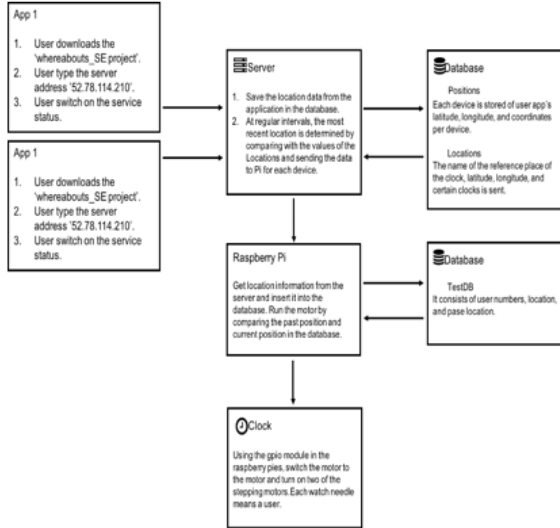 App 1
1. User downloads the
'whereabouts_SE project'.
2. User type the server
address '52.78.114.210'.
3. User switch on the service
status.
App 1
1. User downloads the
'whereabouts_SE project'.
2. User type the server
address '52.78.114.210'.
3. User switch on the service
status.
Server
1. Save the location data from the
application in the database.
2. At regular intervals, the most
recent location is determined by
comparing with the values of the
Locations and sending the data
to Pi for each device.
Database
Positions
Each device is stored of user app's
latitude, longitude, and coordinates
per device.
Locations
The name of the reference place of
the clock, latitude, longitude, and
certain clocks is sent.
Raspberry Pi
Get location information from the
server and insert it into the
database. Run the motor by
comparing the past position and
current position in the database.
Database
TestDB
It consists of user numbers, location,
and pase location.
Clock
Using the gpio module in the
raspberry pies, switch the motor to
the motor and turn on two of the
stepping motors. Each watch needle
means a user.